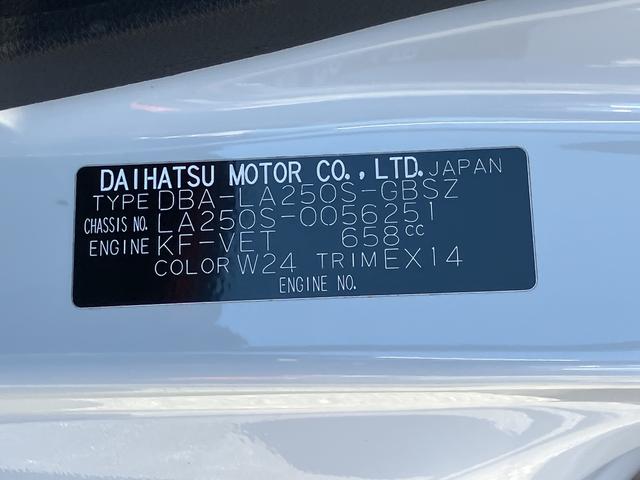 DAIHATSU MOTOR CO., LTD. JAPAN
TYPE DBA-LA250S-GBSZ
CHASSIS NO. LA250S-0056251
ENGINE KF-VET 658cc
COLOR W24 TRIM EX14
ENGINE NO.